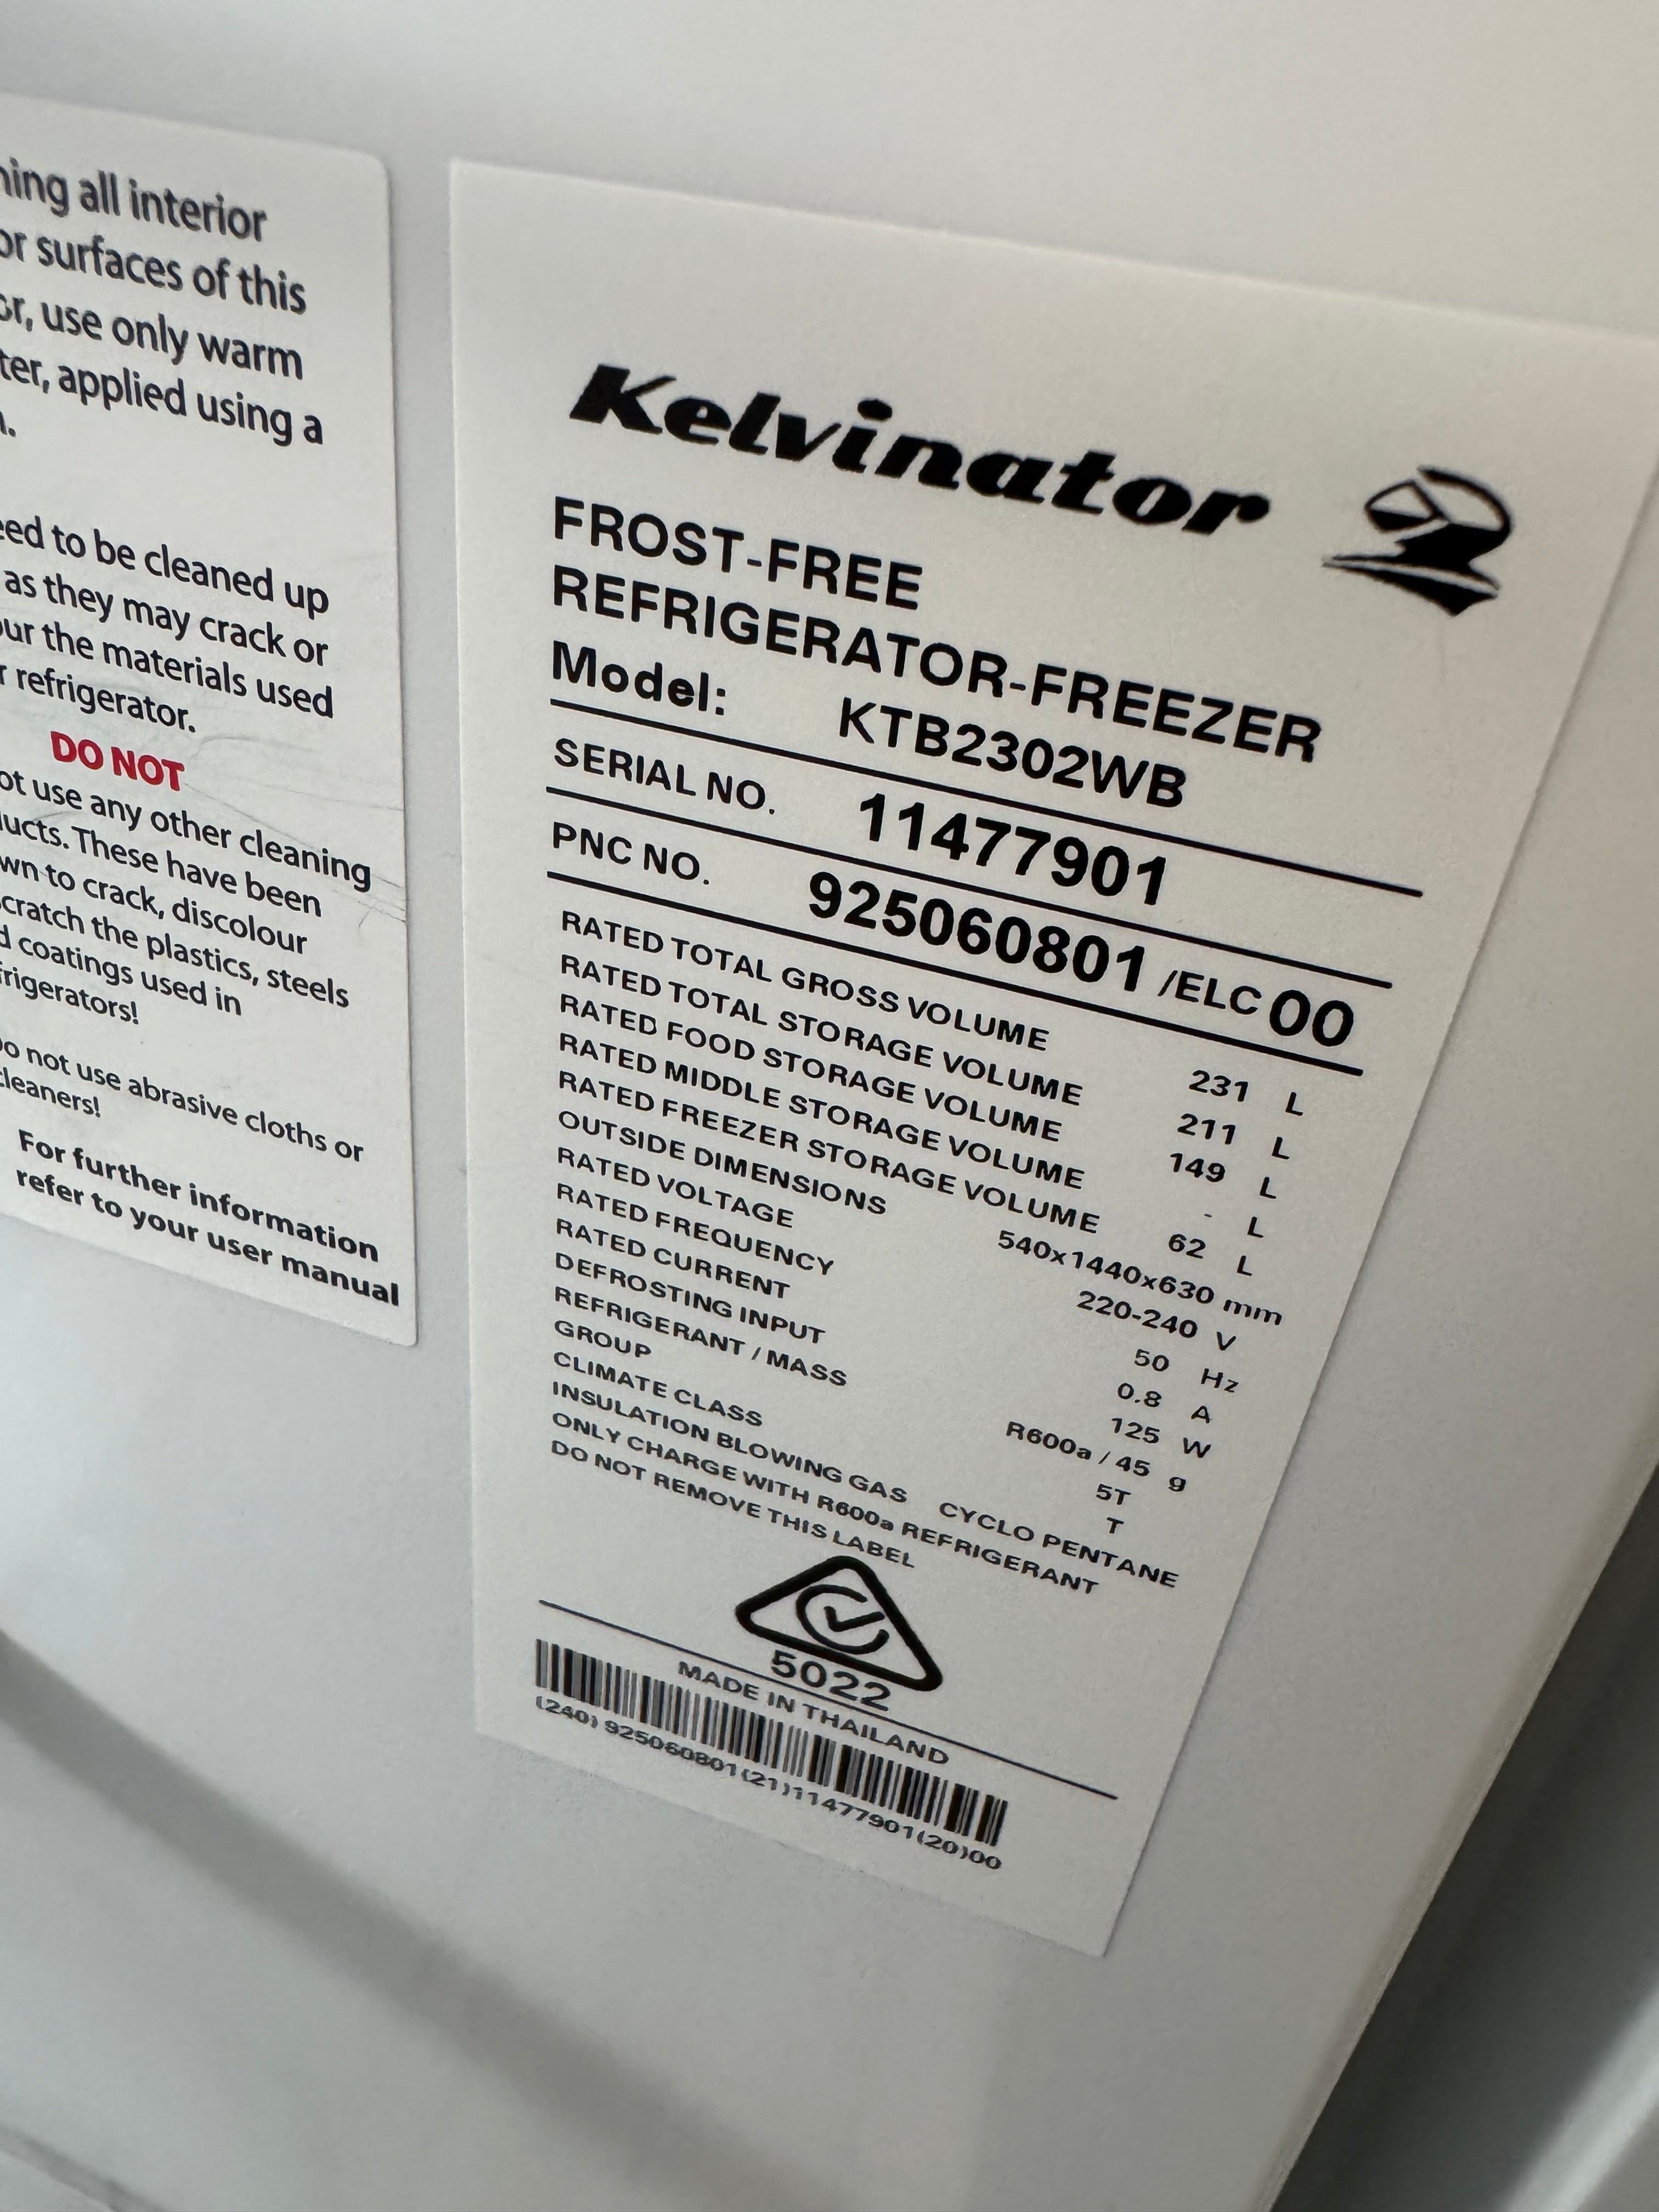 ning all interior
or surfaces of this
or, use only warm
ter, applied using a
eed to be cleaned up
as they may crack or
our the materials used
r refrigerator.
DO NOT
ot use any other cleaning
ucts. These have been
wn to crack, discolour
scratch the plastics, steels
d coatings used in
frigerators!
Do not use abrasive cloths or
cleaners!
For further information
refer to your user manual
Kelvinator
FROST-FREE
REFRIGERATOR-FREEZER
Model: KTB2302WB
SERIAL NO. 11477901
PNC NO. 925060801 /ELC 00
RATED TOTAL GROSS VOLUME 231 L
RATED TOTAL STORAGE VOLUME 211 L
RATED FOOD STORAGE VOLUME 149 L
RATED MIDDLE STORAGE VOLUME - L
RATED FREEZER STORAGE VOLUME 62 L
OUTSIDE DIMENSIONS 540x1440x630 mm
RATED VOLTAGE 220-240 V
RATED FREQUENCY 50 Hz
RATED CURRENT 0.8 A
DEFROSTING INPUT 125 W
REFRIGERANT / MASS R600a / 45 g
GROUP 5T
CLIMATE CLASS T
INSULATION BLOWING GAS CYCLO PENTANE
ONLY CHARGE WITH R600a REFRIGERANT
DO NOT REMOVE THIS LABEL
5022
MADE IN THAILAND
(240) 925060801(21)11477901(20)00